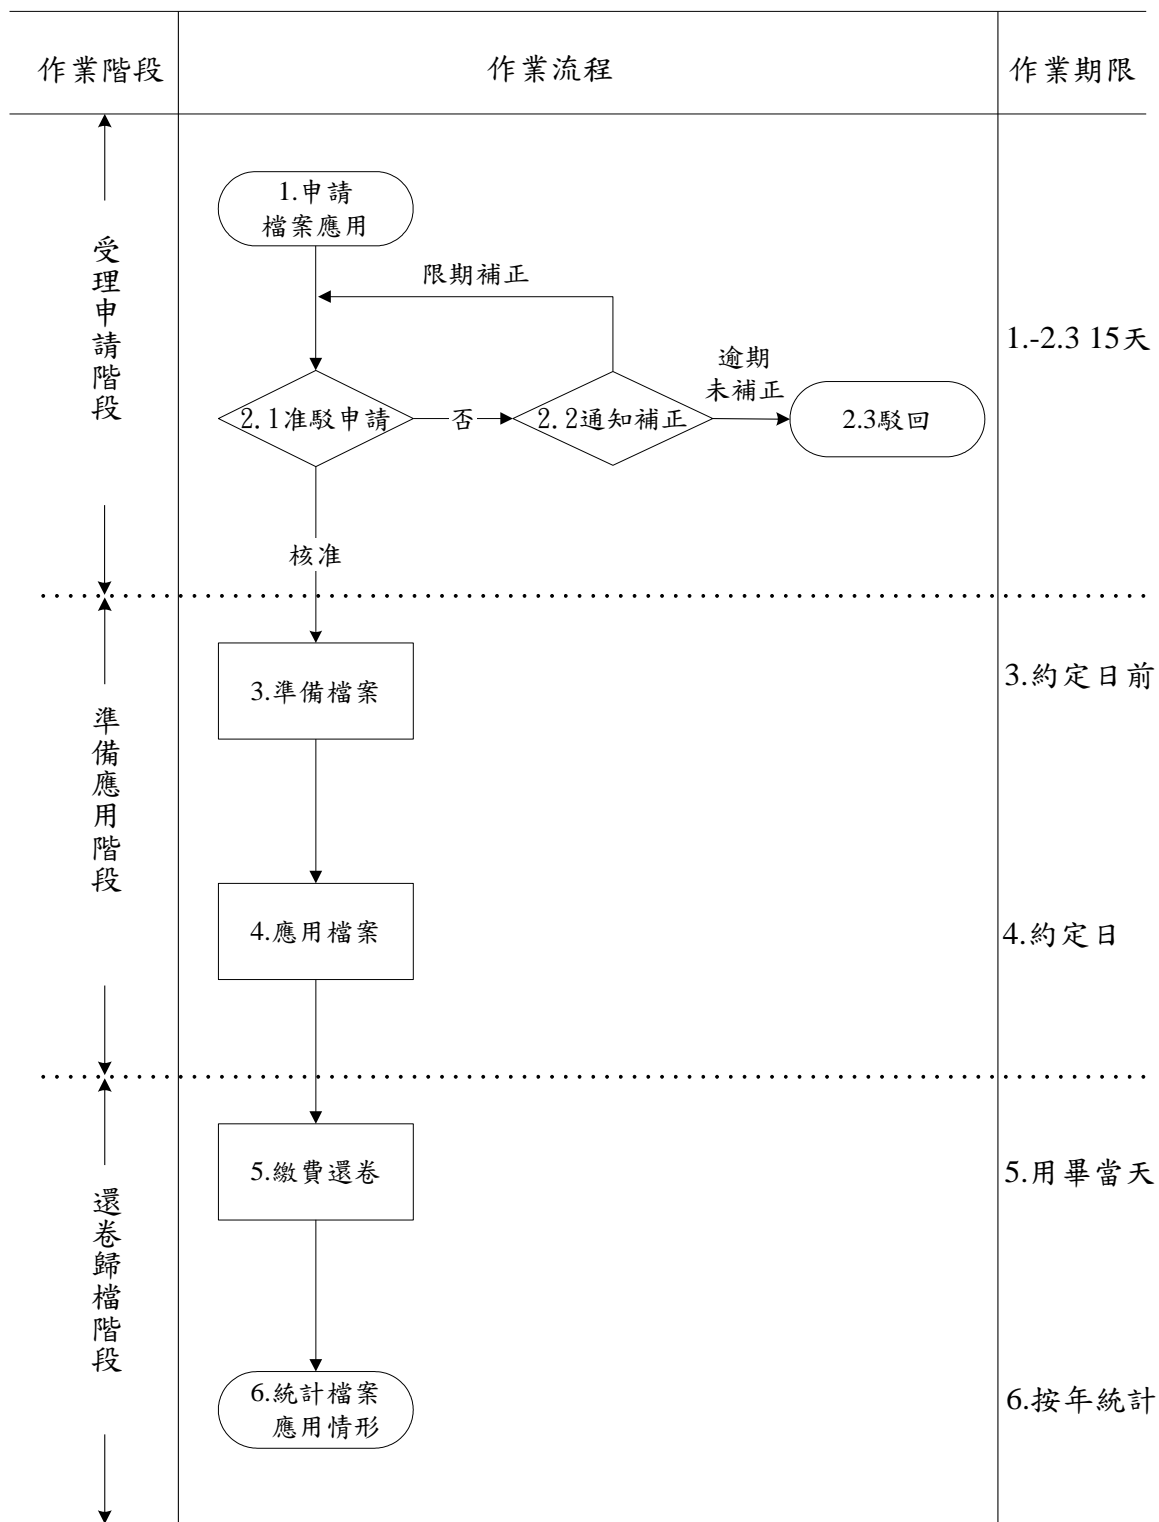 作業階段
作業流程
作業期限
受理申請階段
1.申請
檔案應用
限期補正
逾期
未補正
2.1准駁申請
否
2.2通知補正
2.3駁回
1.-2.3 15天
核准
準備應用階段
3.準備檔案
3.約定日前
4.應用檔案
4.約定日
還卷歸檔階段
5.繳費還卷
5.用畢當天
6.統計檔案
應用情形
6.按年統計